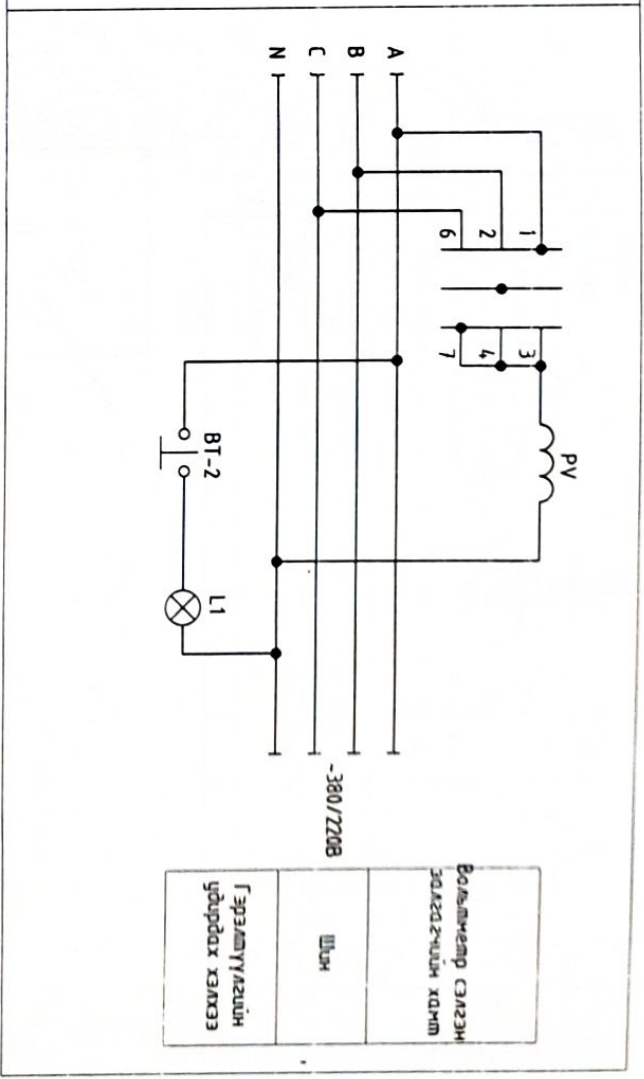 N
C
B
A
6
2
1
7
4
3
PV
BT-2
L1
~380/220В
Вольтметр сэлгэн
залгагчийн хамт
Шин
Гэрэлтүүлгийн
удирдах хэлхээ